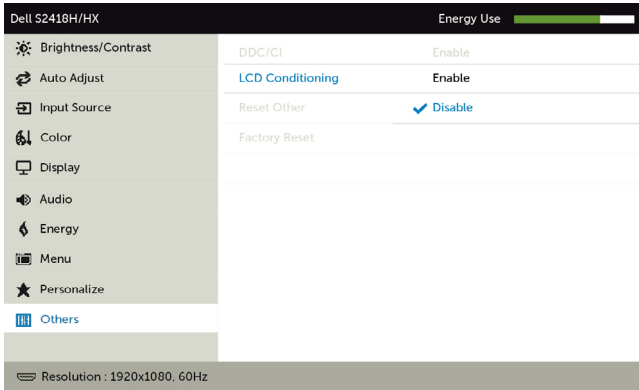 Dell S2418H/HX Energy Use
Brightness/Contrast
Auto Adjust
Input Source
Color
Display
Audio
Energy
Menu
Personalize
Others
DDC/CI Enable
LCD Conditioning Enable
Reset Other Disable
Factory Reset
Resolution : 1920x1080, 60Hz